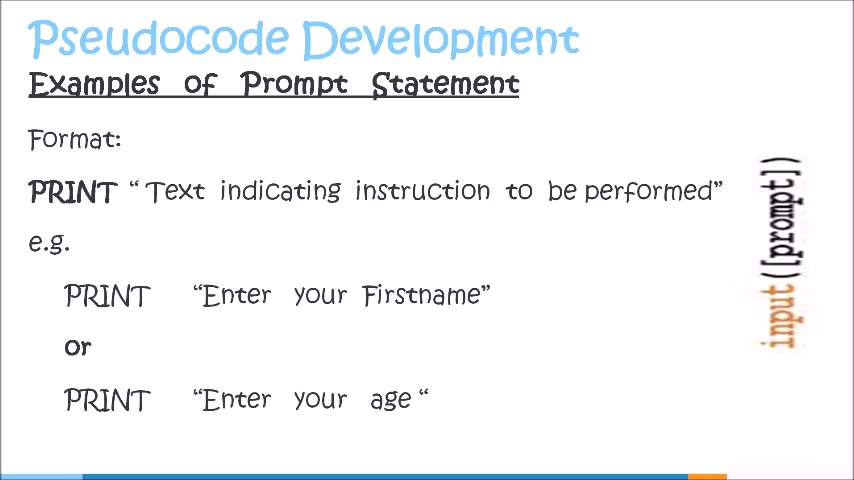 Pseudocode Development
Examples of Prompt Statement
Format:
PRINT “ Text indicating instruction to be performed”
e.g.
PRINT “Enter your Firstname”
or
PRINT “Enter your age “
input([prompt])